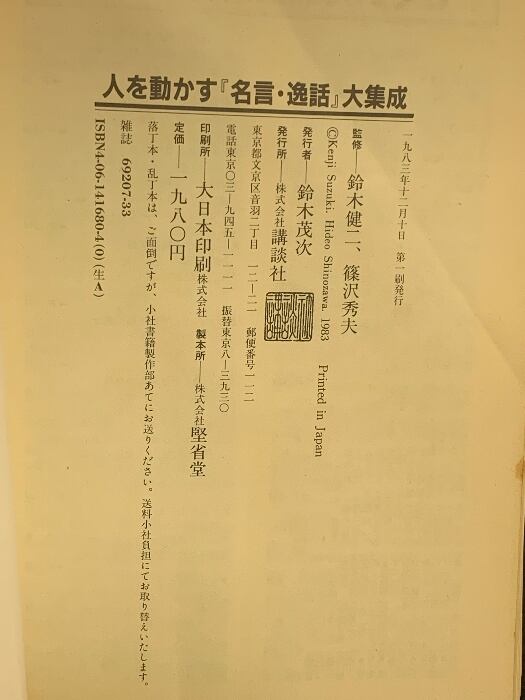 人を動かす『名言・逸話』大集成
一九八三年十二月十日　第一刷発行
監修──鈴木健二、篠沢秀夫
©Kenji Suzuki. Hideo Shinozawa. 1983　Printed in Japan
発行者──鈴木茂次
発行所──株式会社講談社
東京都文京区音羽二丁目一二—二一　郵便番号一一二
電話東京〇三—九四五—一一一一　振替東京八—三九三〇
印刷所──大日本印刷株式会社　製本所──株式会社堅省堂
定価──一九八〇円
落丁本・乱丁本は、ご面倒ですが、小社書籍製作部あてにお送りください。送料小社負担にてお取り替えいたします。
雑誌　69207-33
ISBN4-06-141680-4(0)(生A)